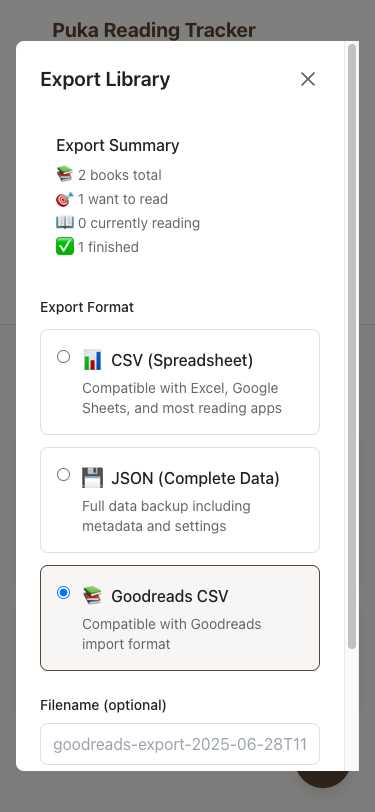 Puka Reading Tracker
Export Library
Export Summary
📚 2 books total
🎯 1 want to read
📖 0 currently reading
✅ 1 finished
Export Format
📊 CSV (Spreadsheet)
Compatible with Excel, Google
Sheets, and most reading apps
💾 JSON (Complete Data)
Full data backup including
metadata and settings
📚 Goodreads CSV
Compatible with Goodreads
import format
Filename (optional)
goodreads-export-2025-06-28T11